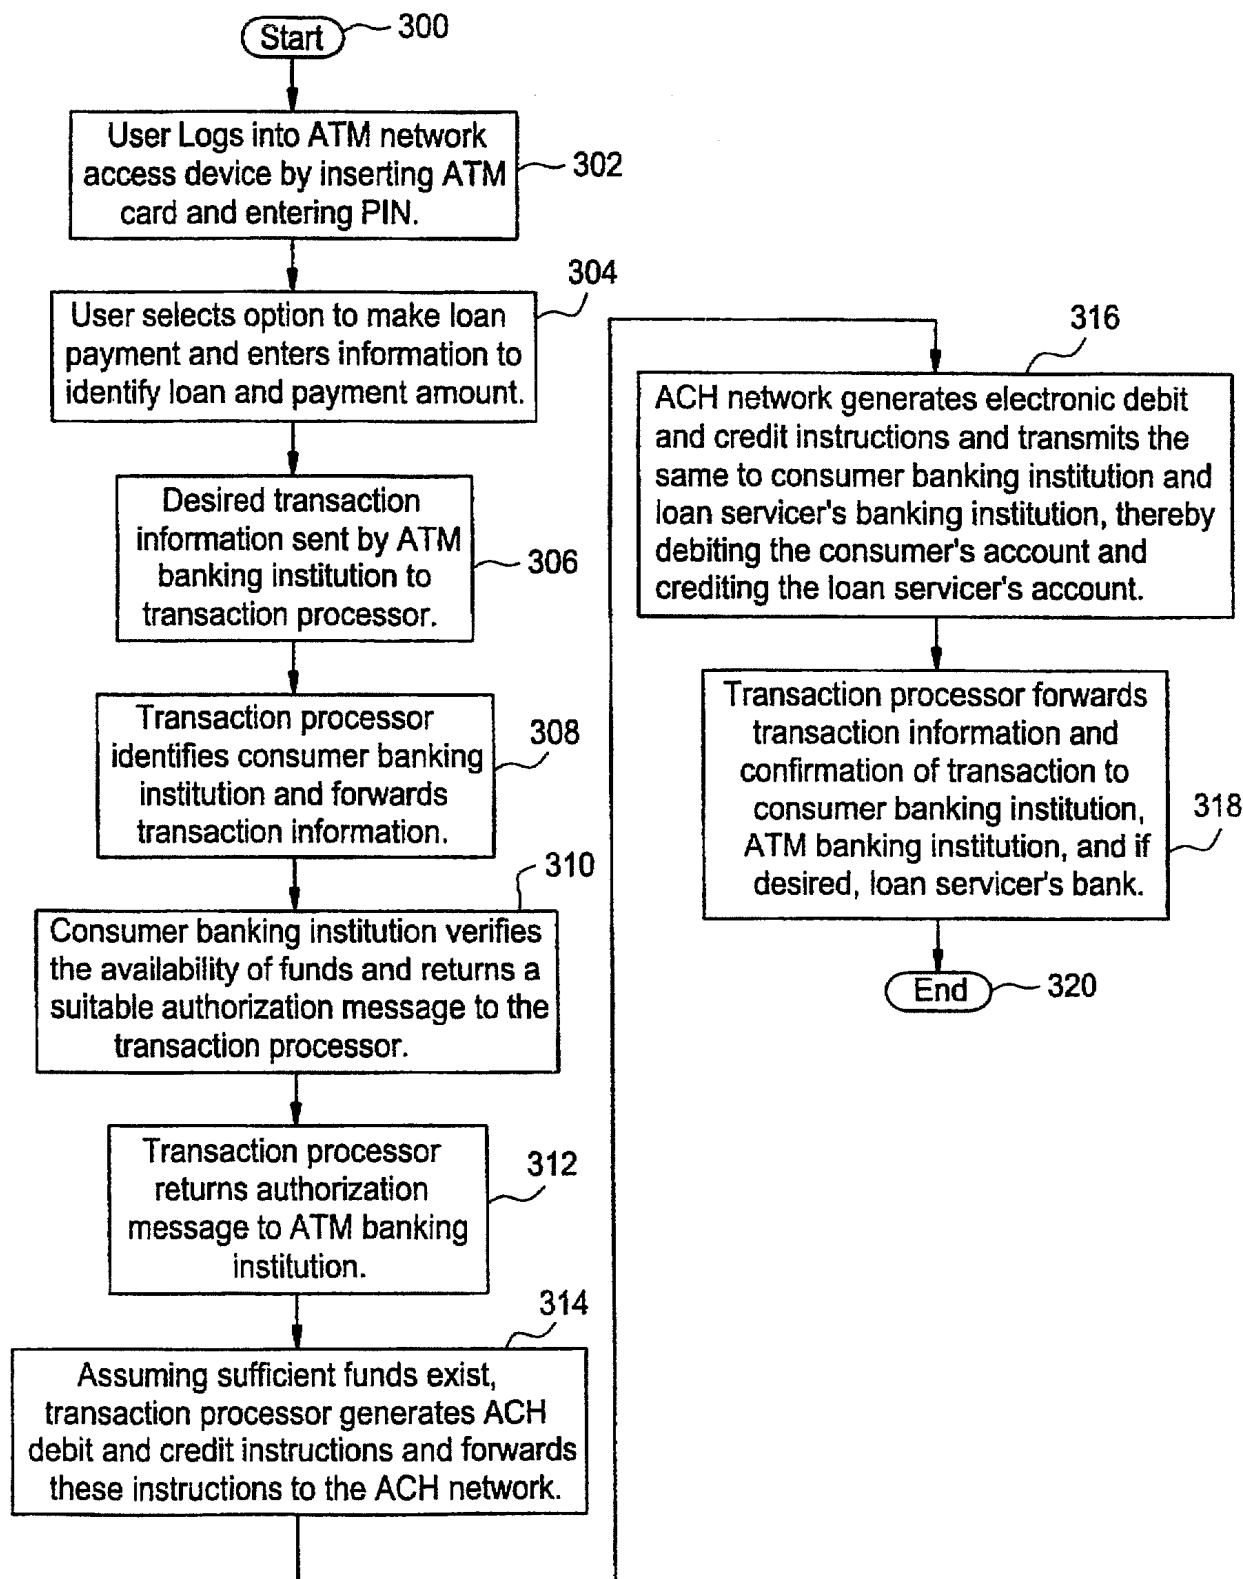 Start
300
User Logs into ATM network
access device by inserting ATM
card and entering PIN.
302
304
User selects option to make loan
payment and enters information to
identify loan and payment amount.
Desired transaction
information sent by ATM
banking institution to
transaction processor.
306
Transaction processor
identifies consumer banking
institution and forwards
transaction information.
308
310
Consumer banking institution verifies
the availability of funds and returns a
suitable authorization message to the
transaction processor.
Transaction processor
returns authorization
message to ATM banking
institution.
312
314
Assuming sufficient funds exist,
transaction processor generates ACH
debit and credit instructions and forwards
these instructions to the ACH network.
316
ACH network generates electronic debit
and credit instructions and transmits the
same to consumer banking institution and
loan servicer's banking institution, thereby
debiting the consumer's account and
crediting the loan servicer's account.
Transaction processor forwards
transaction information and
confirmation of transaction to
consumer banking institution,
ATM banking institution, and if
desired, loan servicer's bank.
318
End
320